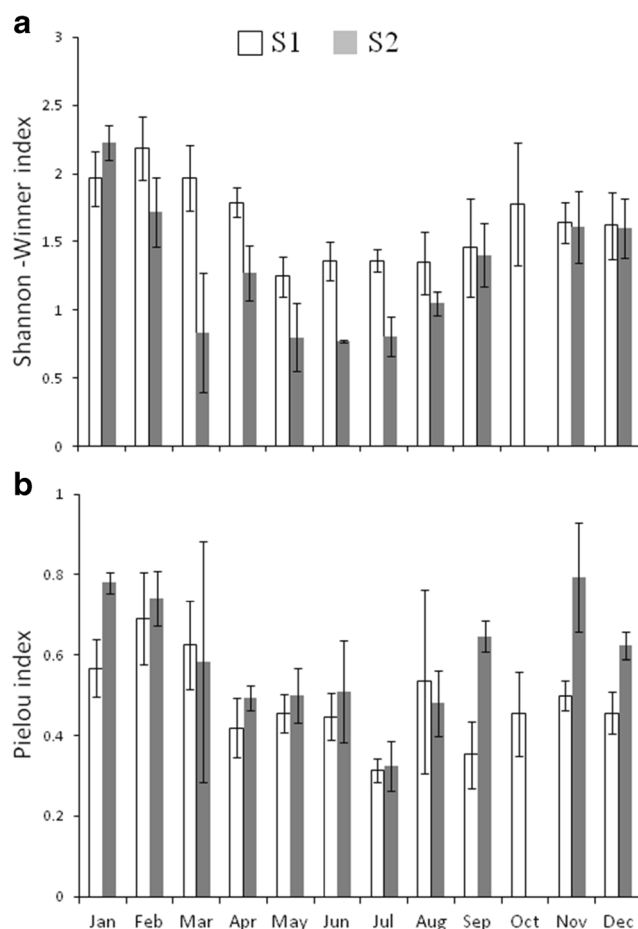 a
S1 S2
Shannon -Winner index
3
2.5
2
1.5
1
0.5
0
b
Pielou index
1
0.8
0.6
0.4
0.2
0
Jan Feb Mar Apr May Jun Jul Aug Sep Oct Nov Dec